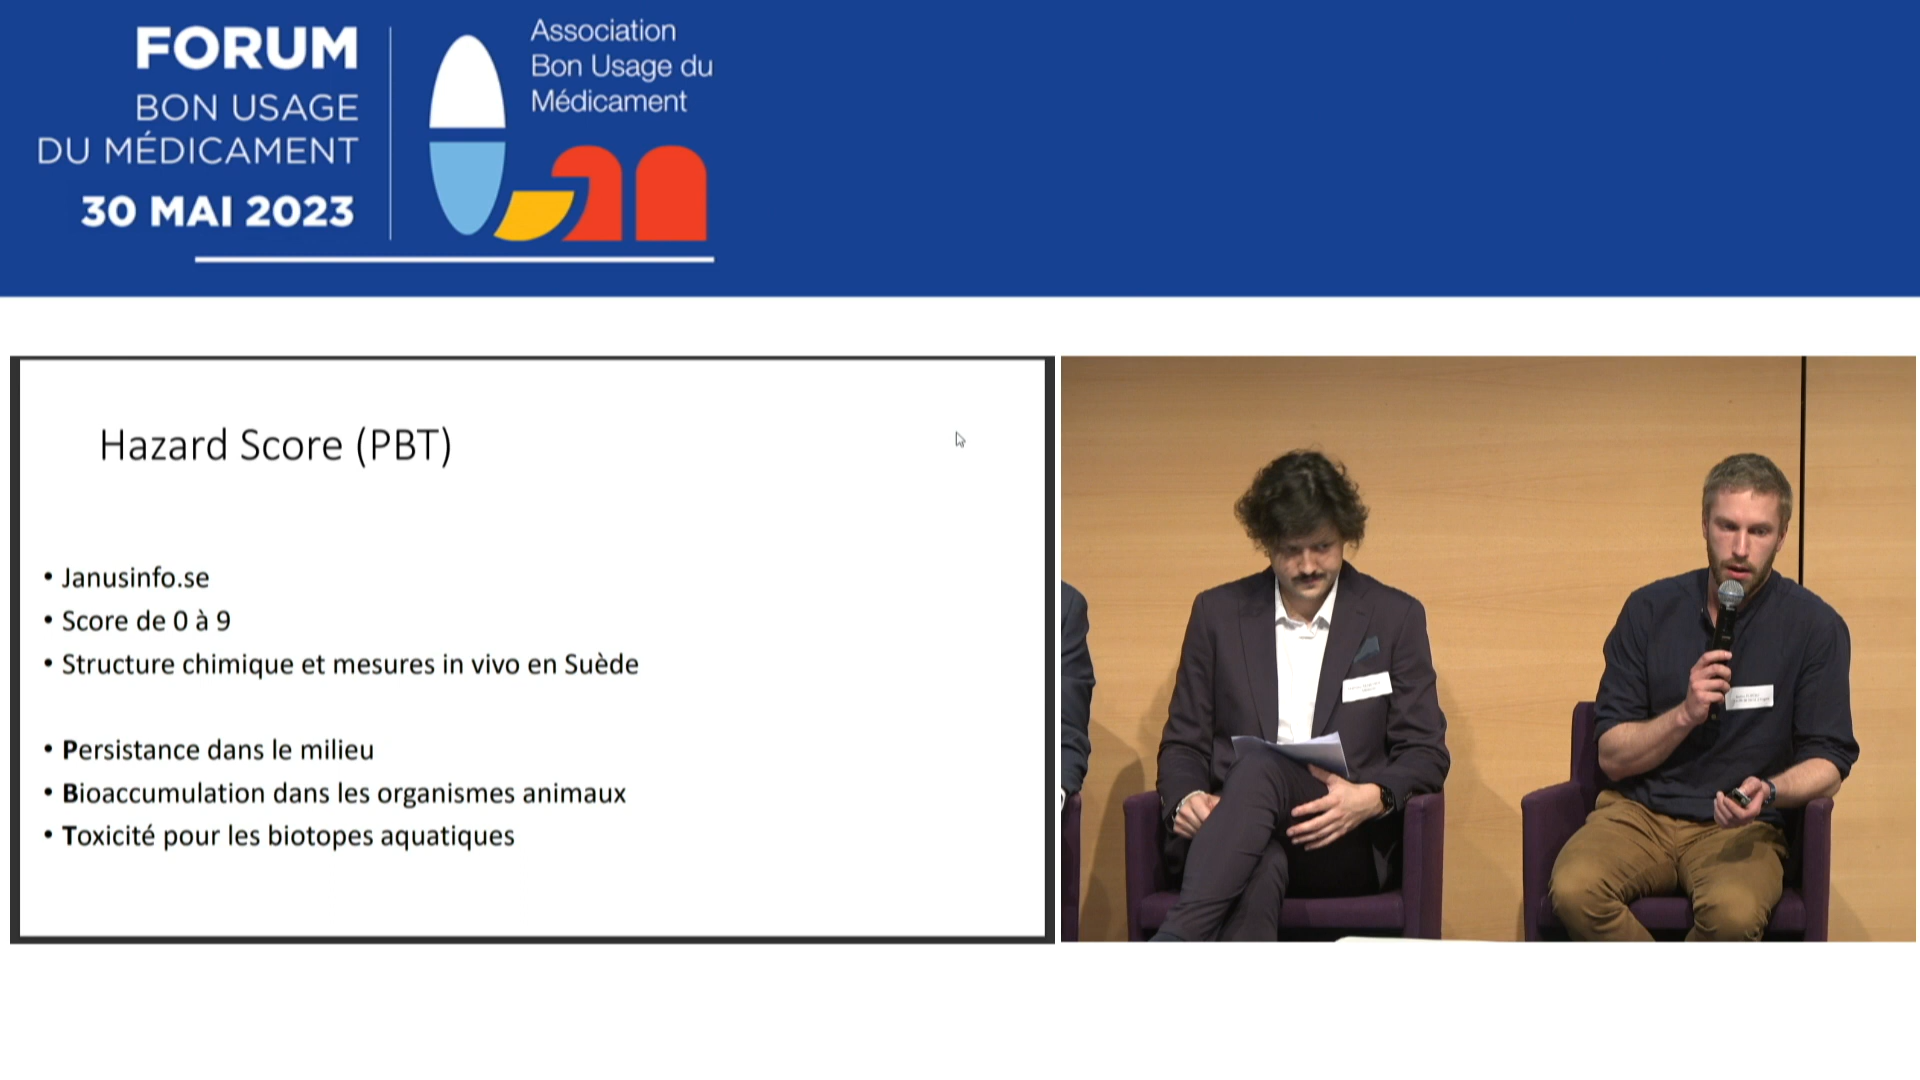 FORUM
BON USAGE
DU MÉDICAMENT
30 MAI 2023
Association
Bon Usage du
Médicament
Hazard Score (PBT)
• Janusinfo.se
• Score de 0 à 9
• Structure chimique et mesures in vivo en Suède
• Persistance dans le milieu
• Bioaccumulation dans les organismes animaux
• Toxicité pour les biotopes aquatiques